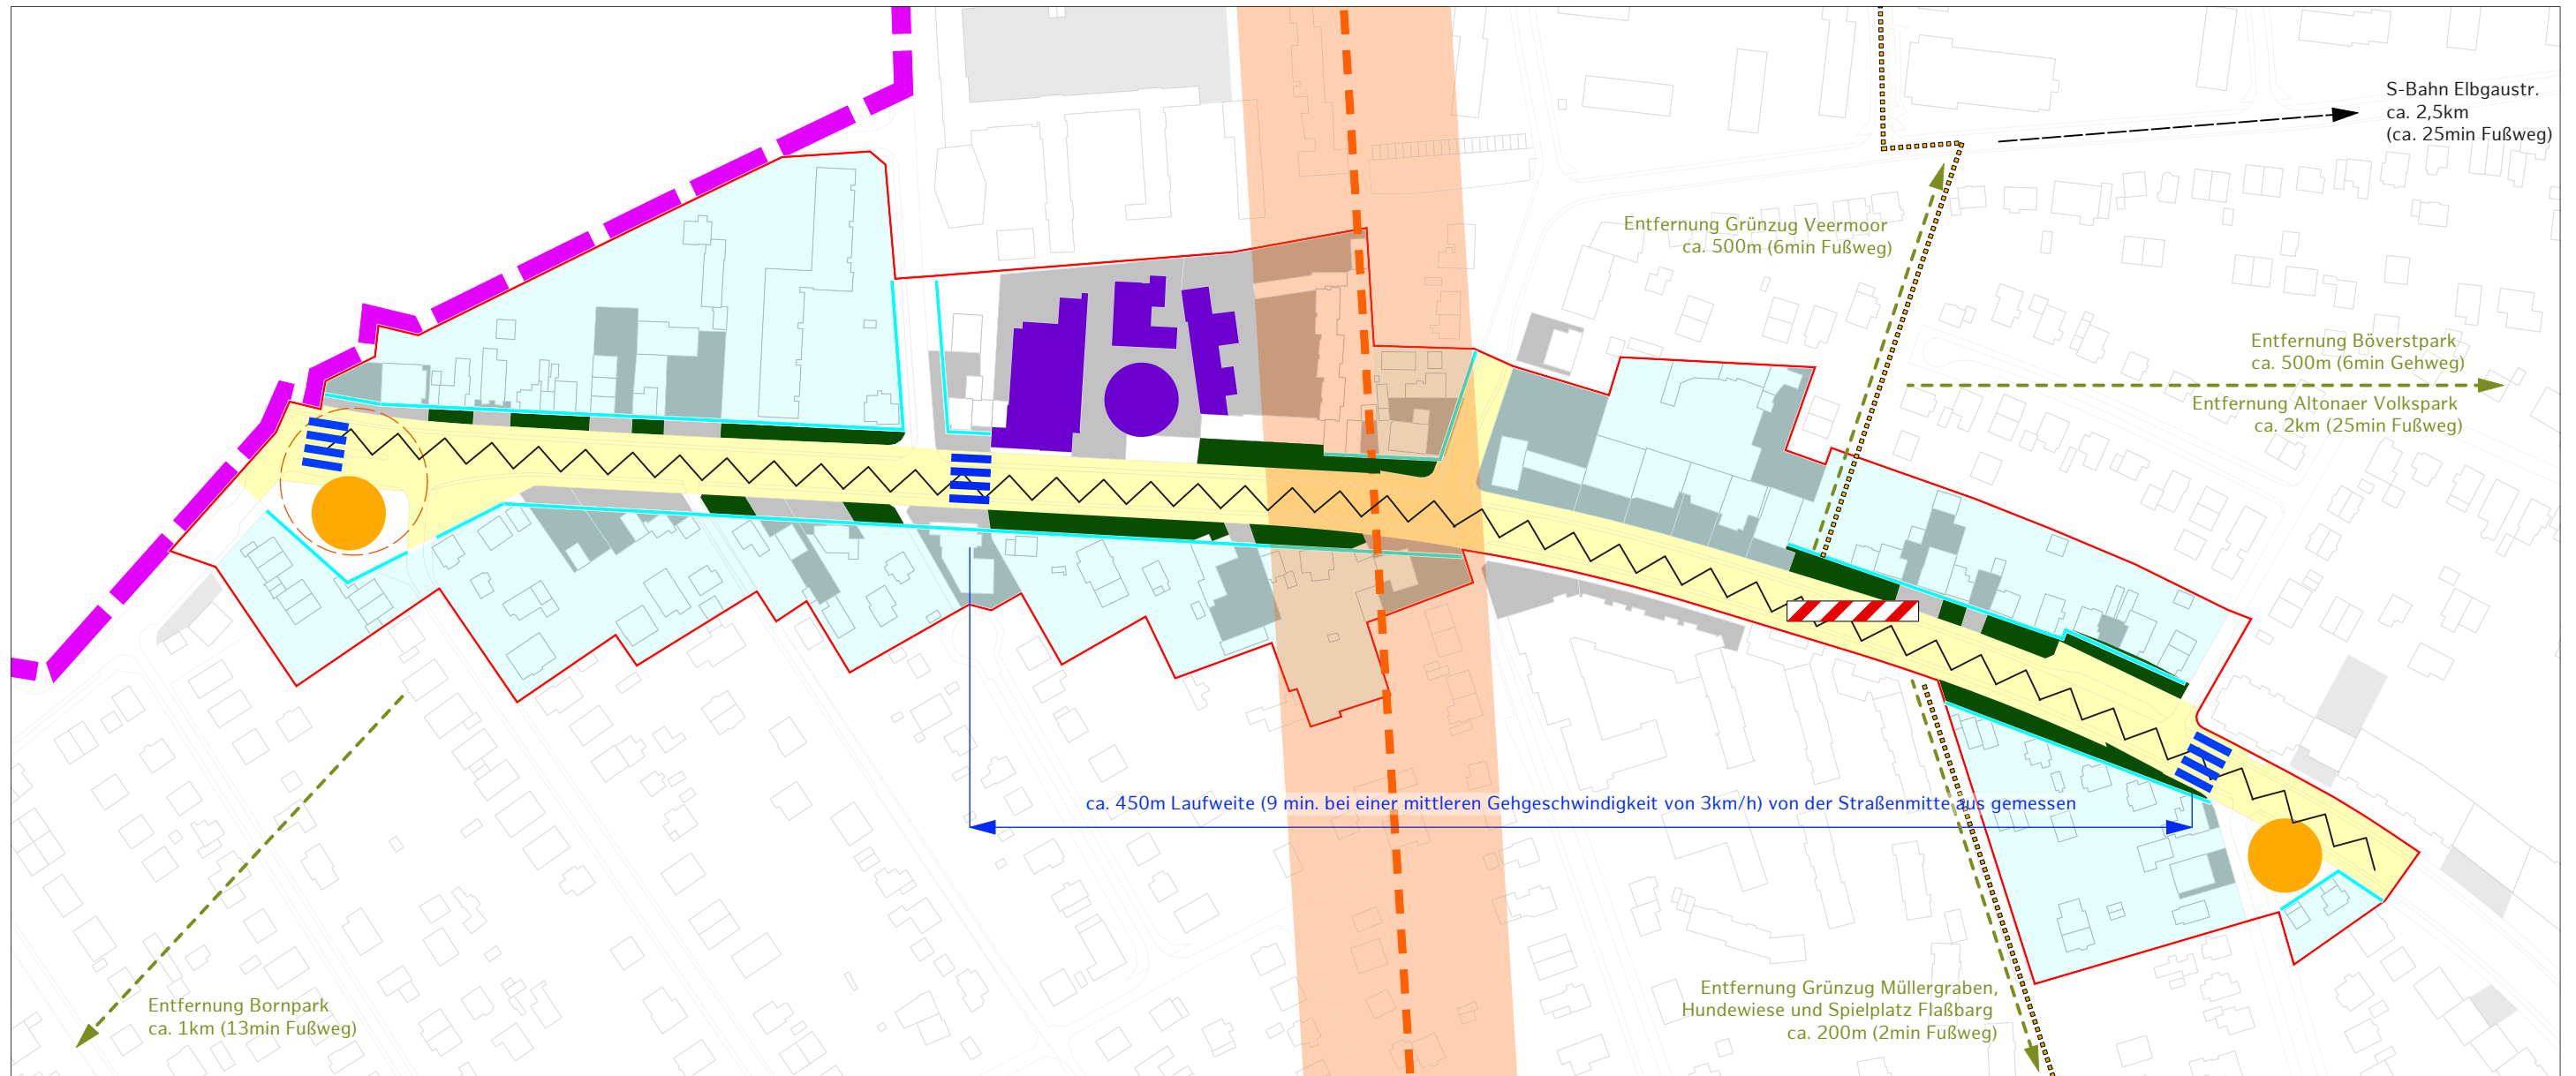 S-Bahn Elbgaustr.
ca. 2,5km
(ca. 25min Fußweg)
Entfernung Grünzug Veermoor
ca. 500m (6min Fußweg)
Entfernung Böverstpark
ca. 500m (6min Gehweg)
Entfernung Altonaer Volkspark
ca. 2km (25min Fußweg)
ca. 450m Laufweite (9 min. bei einer mittleren Gehgeschwindigkeit von 3km/h) von der Straßenmitte aus gemessen
Entfernung Bornpark
ca. 1km (13min Fußweg)
Entfernung Grünzug Müllergraben,
Hundewiese und Spielplatz Flaßbarg
ca. 200m (2min Fußweg)